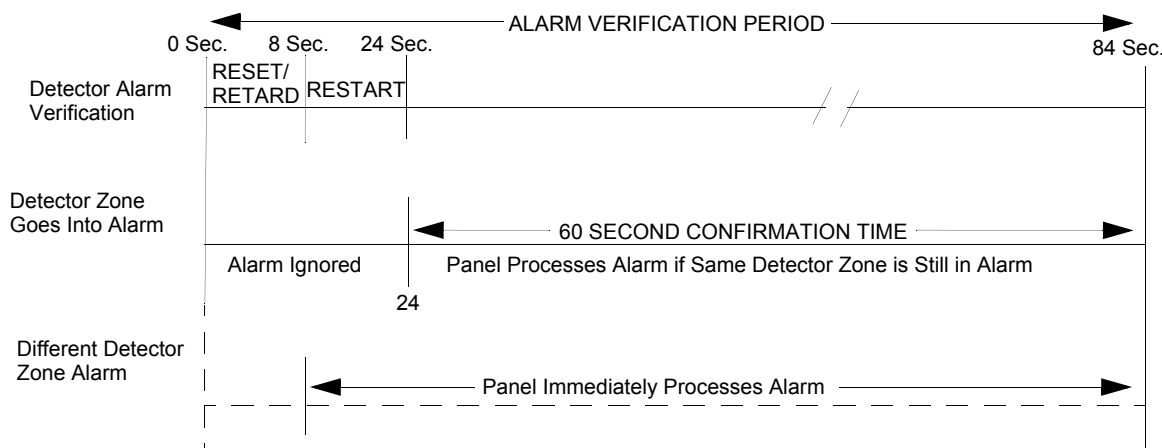 ALARM VERIFICATION PERIOD
0 Sec. 8 Sec. 24 Sec. 84 Sec.
RESET/
RETARD
RESTART
Detector Alarm
Verification
Detector Zone
Goes Into Alarm
60 SECOND CONFIRMATION TIME
Alarm Ignored
Panel Processes Alarm if Same Detector Zone is Still in Alarm
24
Different Detector
Zone Alarm
Panel Immediately Processes Alarm